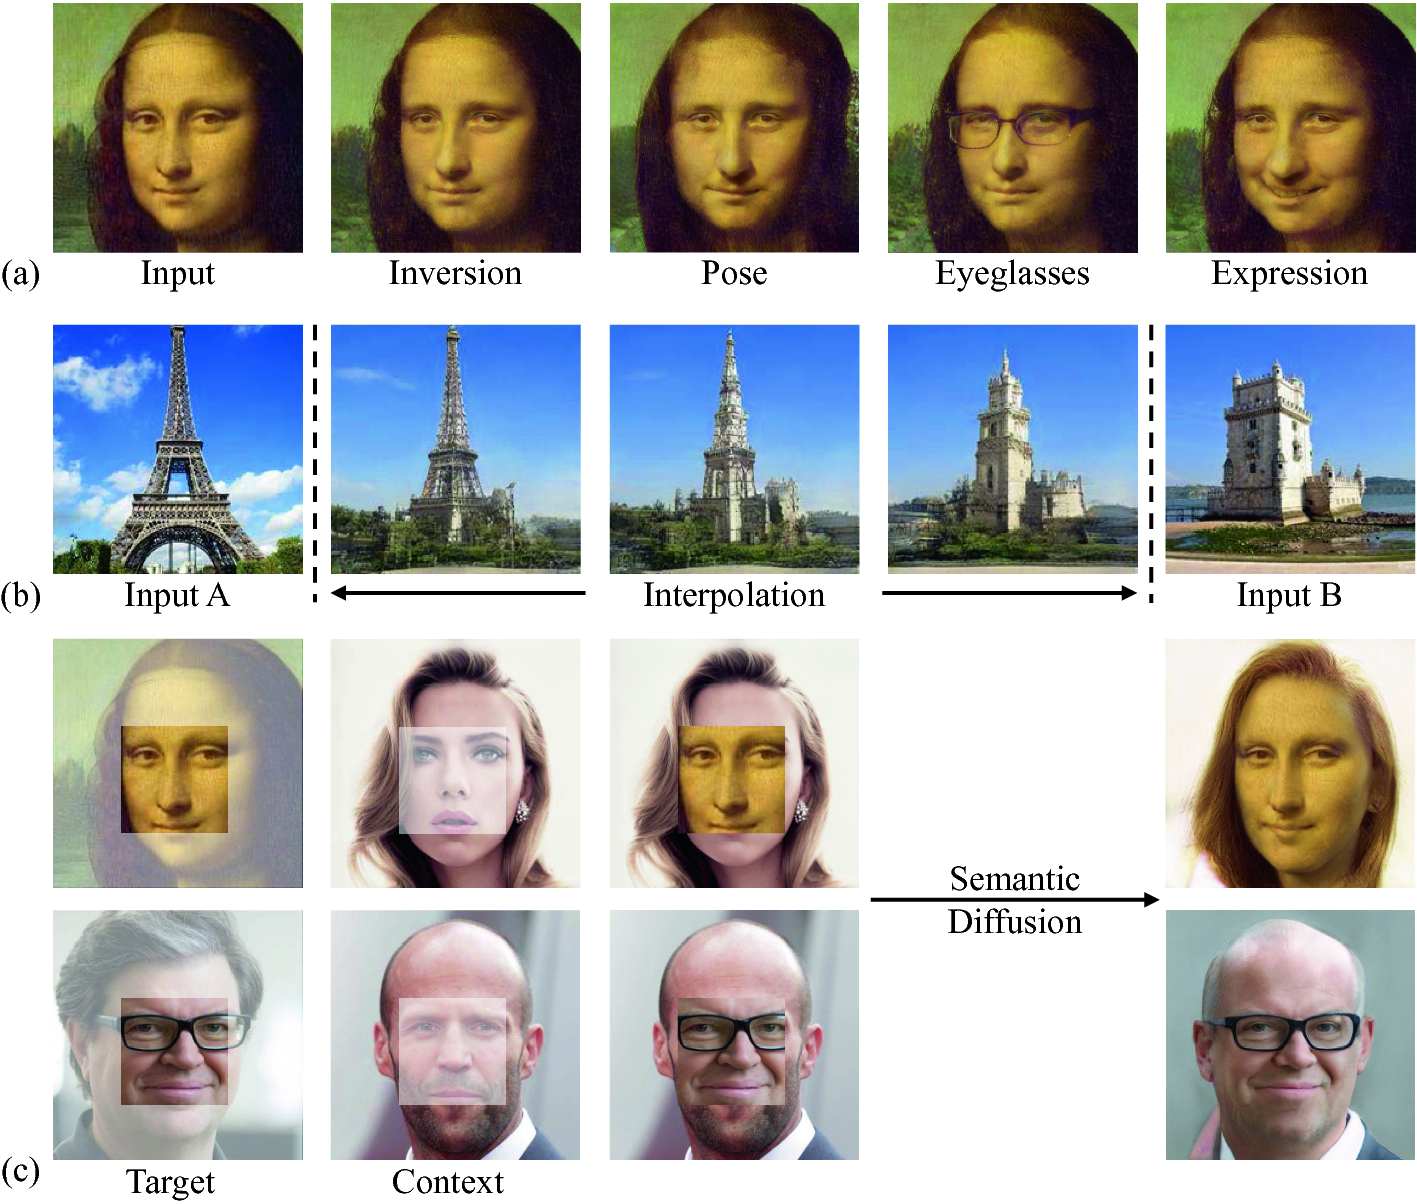 (a) Input Inversion Pose Eyeglasses Expression
(b) Input A Interpolation Input B
Semantic
Diffusion
(c) Target Context